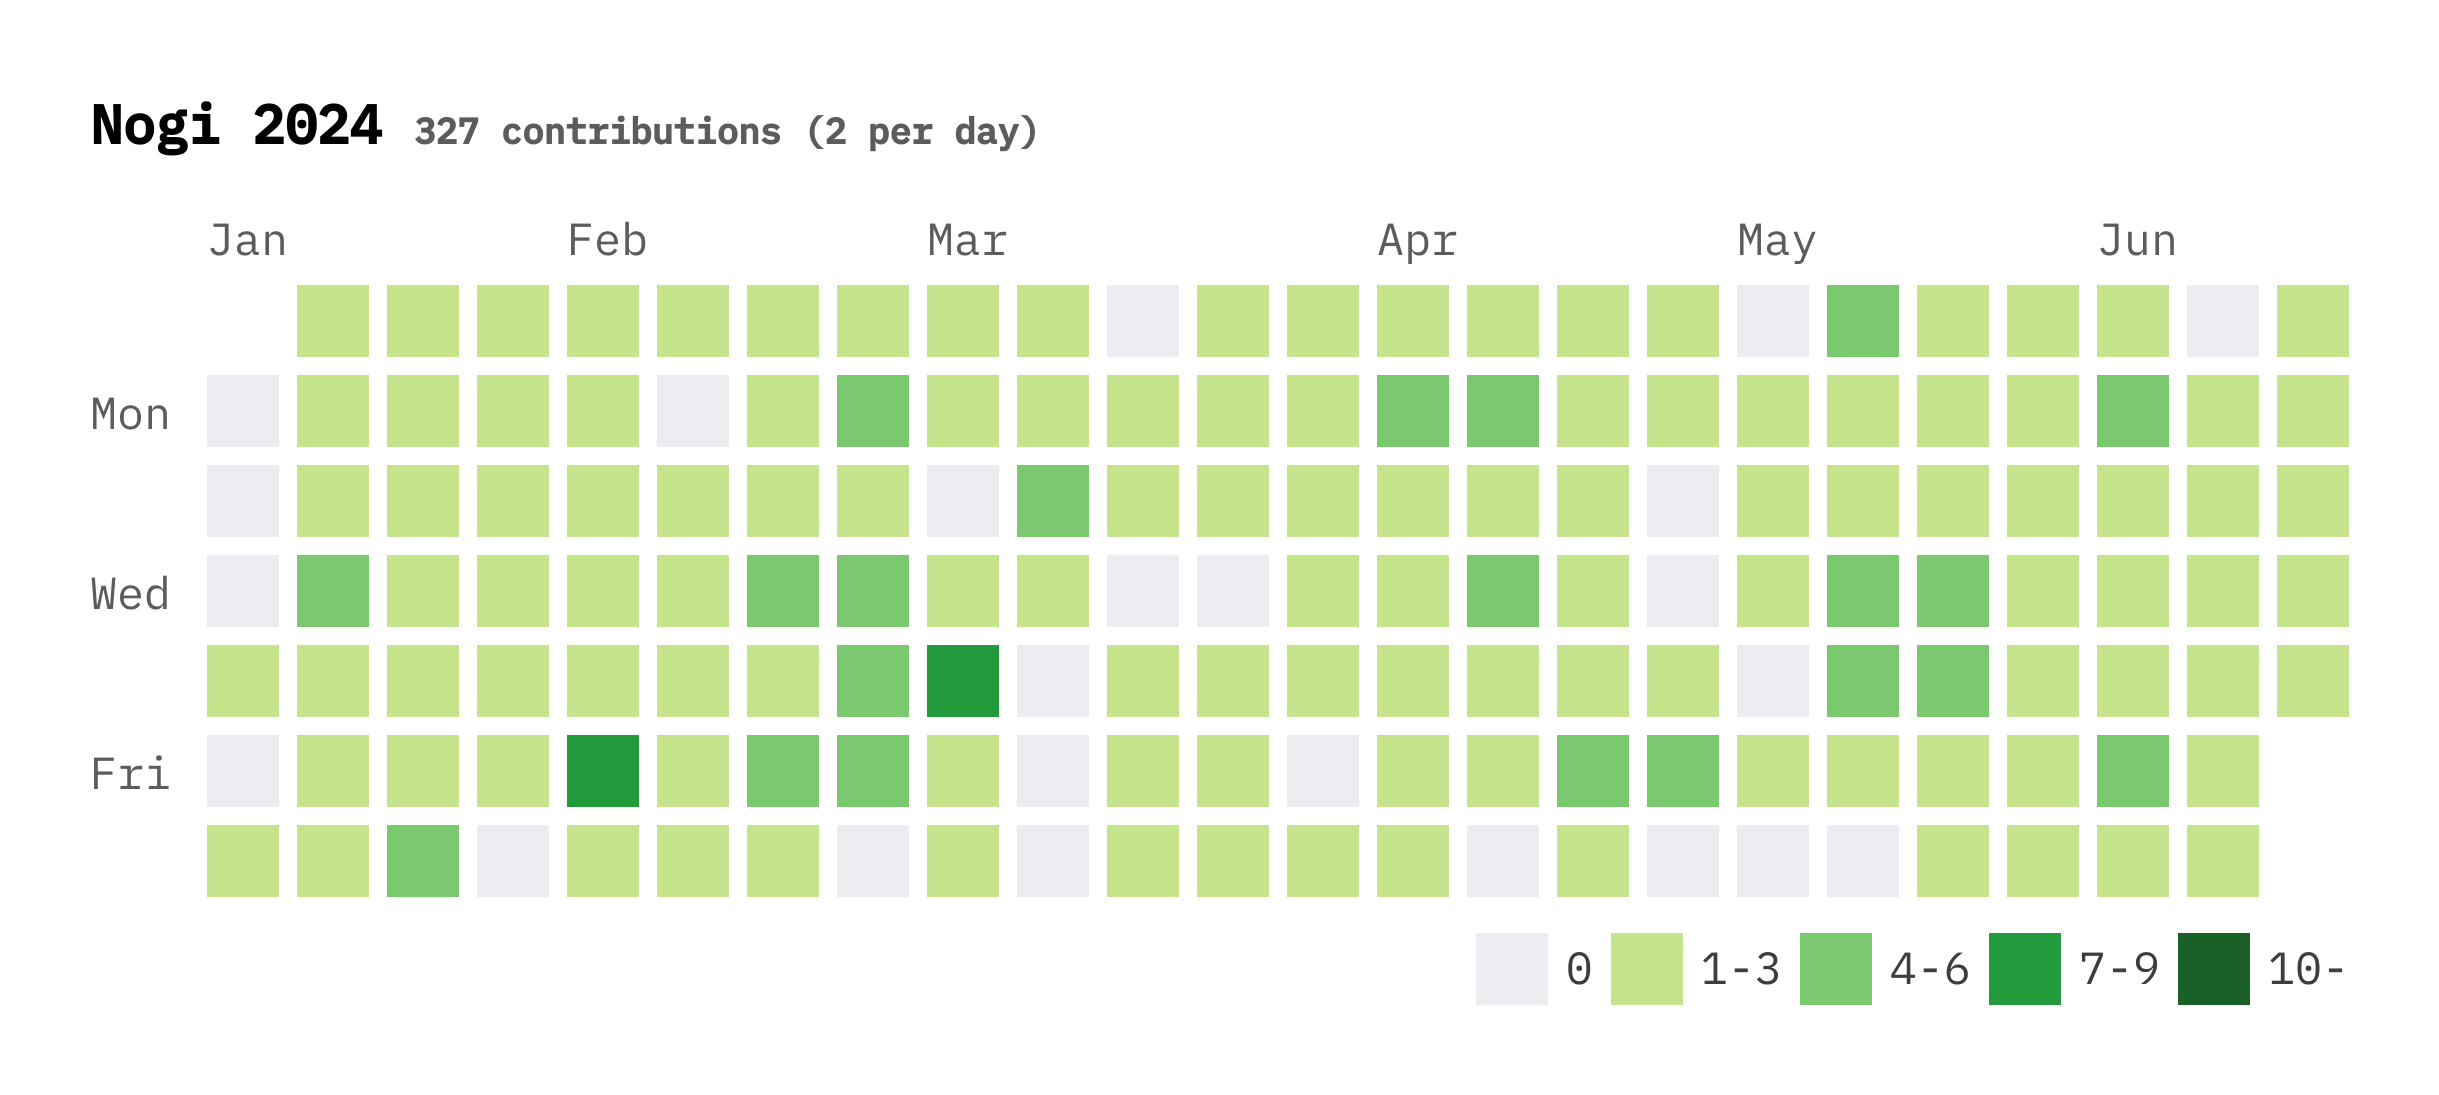 Nogi 2024 327 contributions (2 per day)
Jan Feb Mar Apr May Jun
Mon
Wed
Fri
0 1-3 4-6 7-9 10-